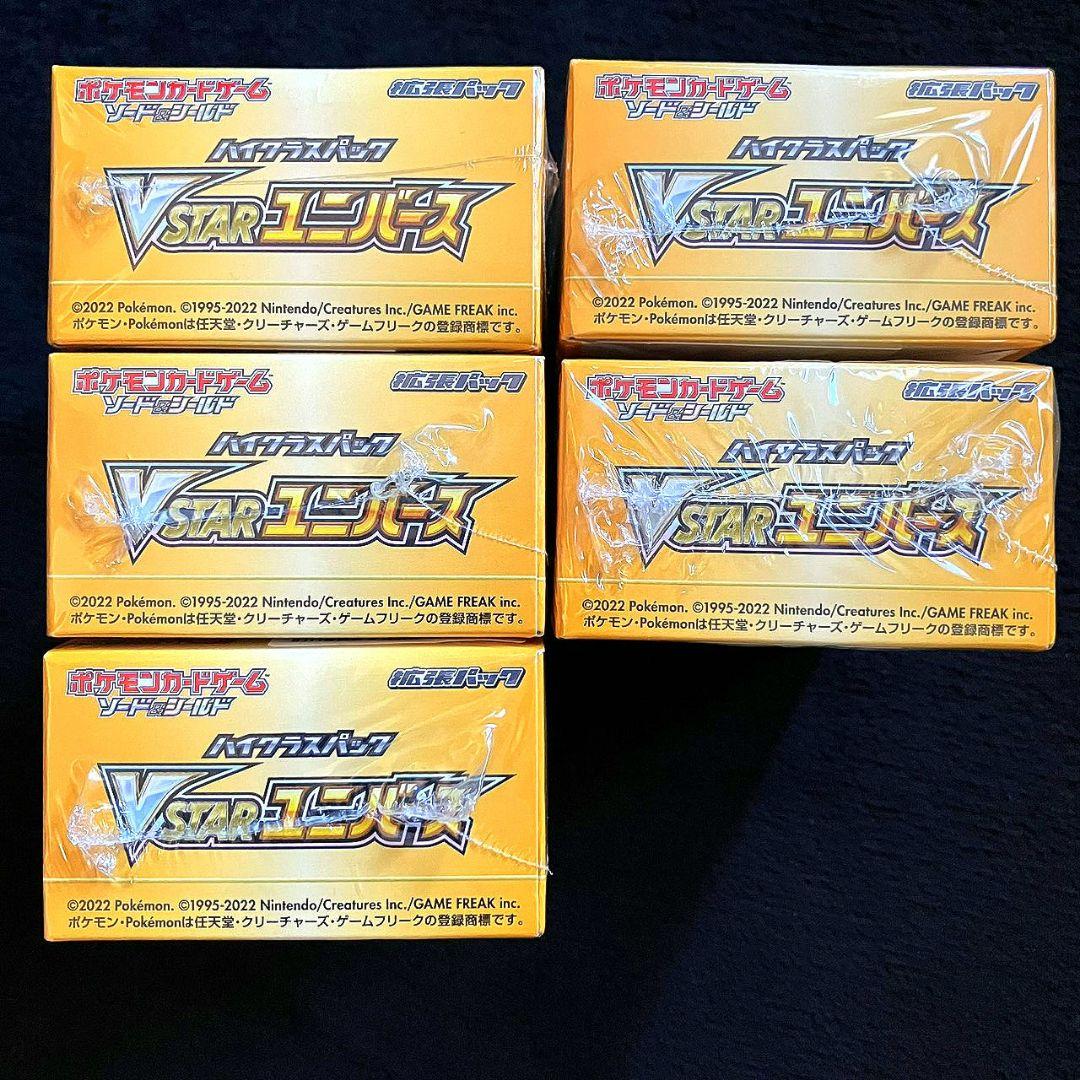 ポケモンカードゲーム 拡張パック
ソード&シールド
ハイクラスパック
VSTARユニバース
©2022 Pokémon. ©1995-2022 Nintendo/Creatures Inc./GAME FREAK inc.
ポケモン・Pokémonは任天堂・クリーチャーズ・ゲームフリークの登録商標です。
ポケモンカードゲーム 拡張パック
ソード&シールド
ハイクラスパック
VSTARユニバース
©2022 Pokémon. ©1995-2022 Nintendo/Creatures Inc./GAME FREAK inc.
ポケモン・Pokémonは任天堂・クリーチャーズ・ゲームフリークの登録商標です。
ポケモンカードゲーム 拡張パック
ソード&シールド
ハイクラスパック
VSTARユニバース
©2022 Pokémon. ©1995-2022 Nintendo/Creatures Inc./GAME FREAK inc.
ポケモン・Pokémonは任天堂・クリーチャーズ・ゲームフリークの登録商標です。
ポケモンカードゲーム 拡張パック
ソード&シールド
ハイクラスパック
VSTARユニバース
©2022 Pokémon. ©1995-2022 Nintendo/Creatures Inc./GAME FREAK inc.
ポケモン・Pokémonは任天堂・クリーチャーズ・ゲームフリークの登録商標です。
ポケモンカードゲーム 拡張パック
ソード&シールド
ハイクラスパック
VSTARユニバース
©2022 Pokémon. ©1995-2022 Nintendo/Creatures Inc./GAME FREAK inc.
ポケモン・Pokémonは任天堂・クリーチャーズ・ゲームフリークの登録商標です。